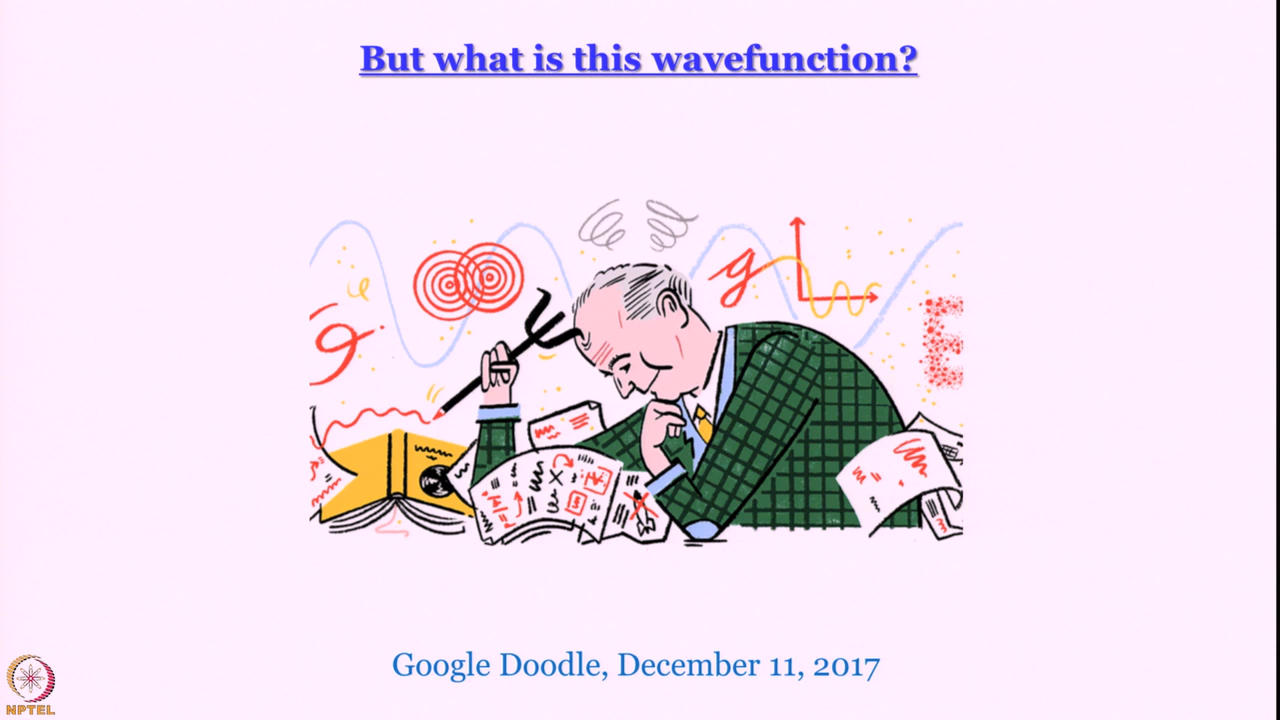 But what is this wavefunction?
g
E
Google Doodle, December 11, 2017
NPTEL